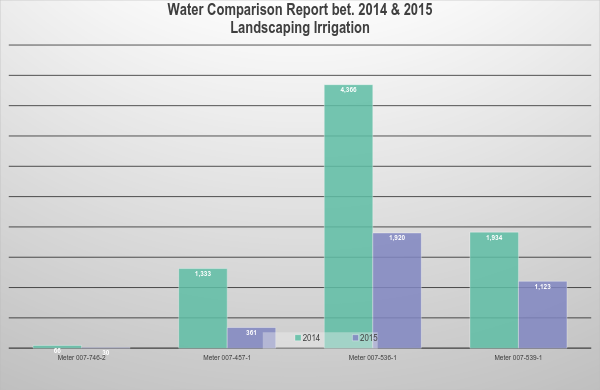 Water Comparison Report bet. 2014 & 2015
Landscaping Irrigation
4,366
1,920
1,934
1,333
1,123
361
2014 2015
Meter 007-746-2 Meter 007-457-1 Meter 007-536-1 Meter 007-539-1